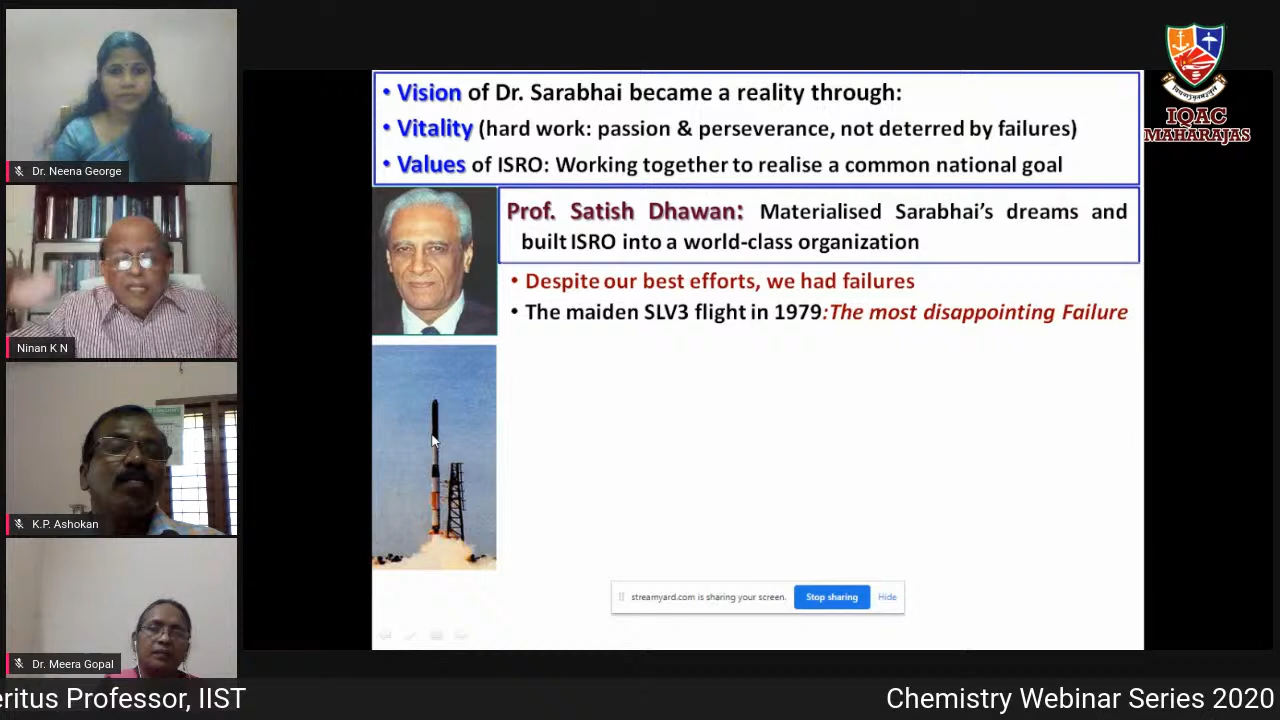 Dr. Neena George
Ninan K N
K.P. Ashokan
Dr. Meera Gopal
• Vision of Dr. Sarabhai became a reality through:
• Vitality (hard work: passion & perseverance, not deterred by failures)
• Values of ISRO: Working together to realise a common national goal
Prof. Satish Dhawan: Materialised Sarabhai's dreams and
built ISRO into a world-class organization
• Despite our best efforts, we had failures
• The maiden SLV3 flight in 1979:The most disappointing Failure
streamyard.com is sharing your screen. Stop sharing Hide
IQAC
MAHARAJAS
eritus Professor, IIST
Chemistry Webinar Series 2020